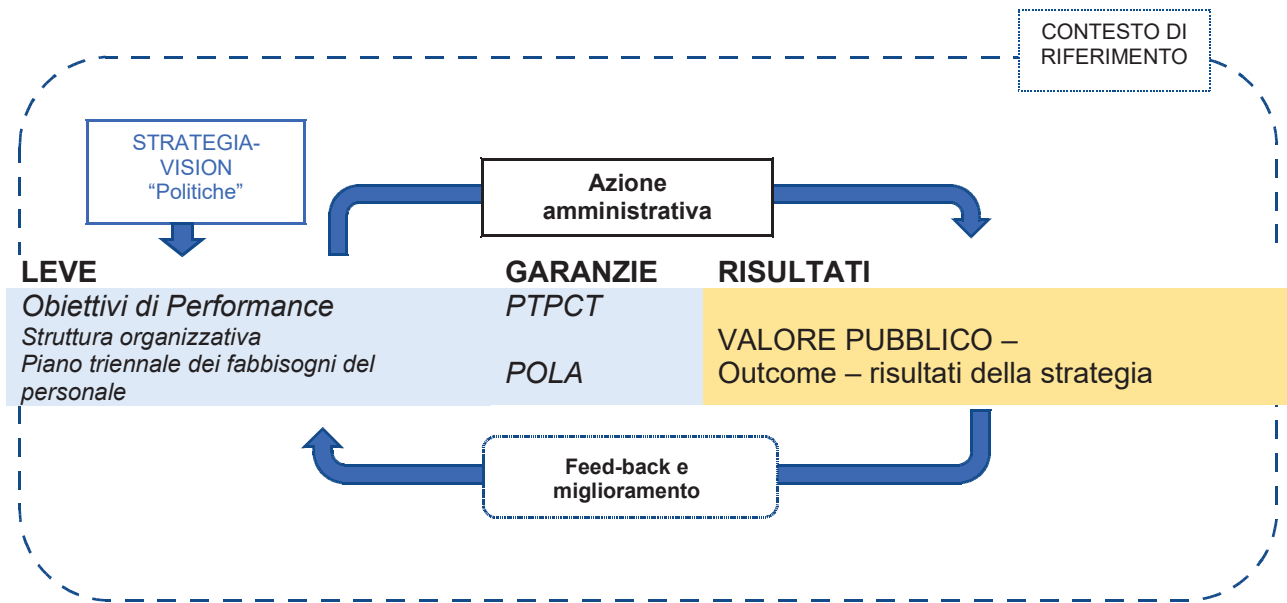 CONTESTO DI
RIFERIMENTO
STRATEGIA-
VISION
“Politiche”
Azione
amministrativa
LEVE
GARANZIE
RISULTATI
Obiettivi di Performance
Struttura organizzativa
Piano triennale dei fabbisogni del
personale
PTPCT
POLA
VALORE PUBBLICO –
Outcome – risultati della strategia
Feed-back e
miglioramento